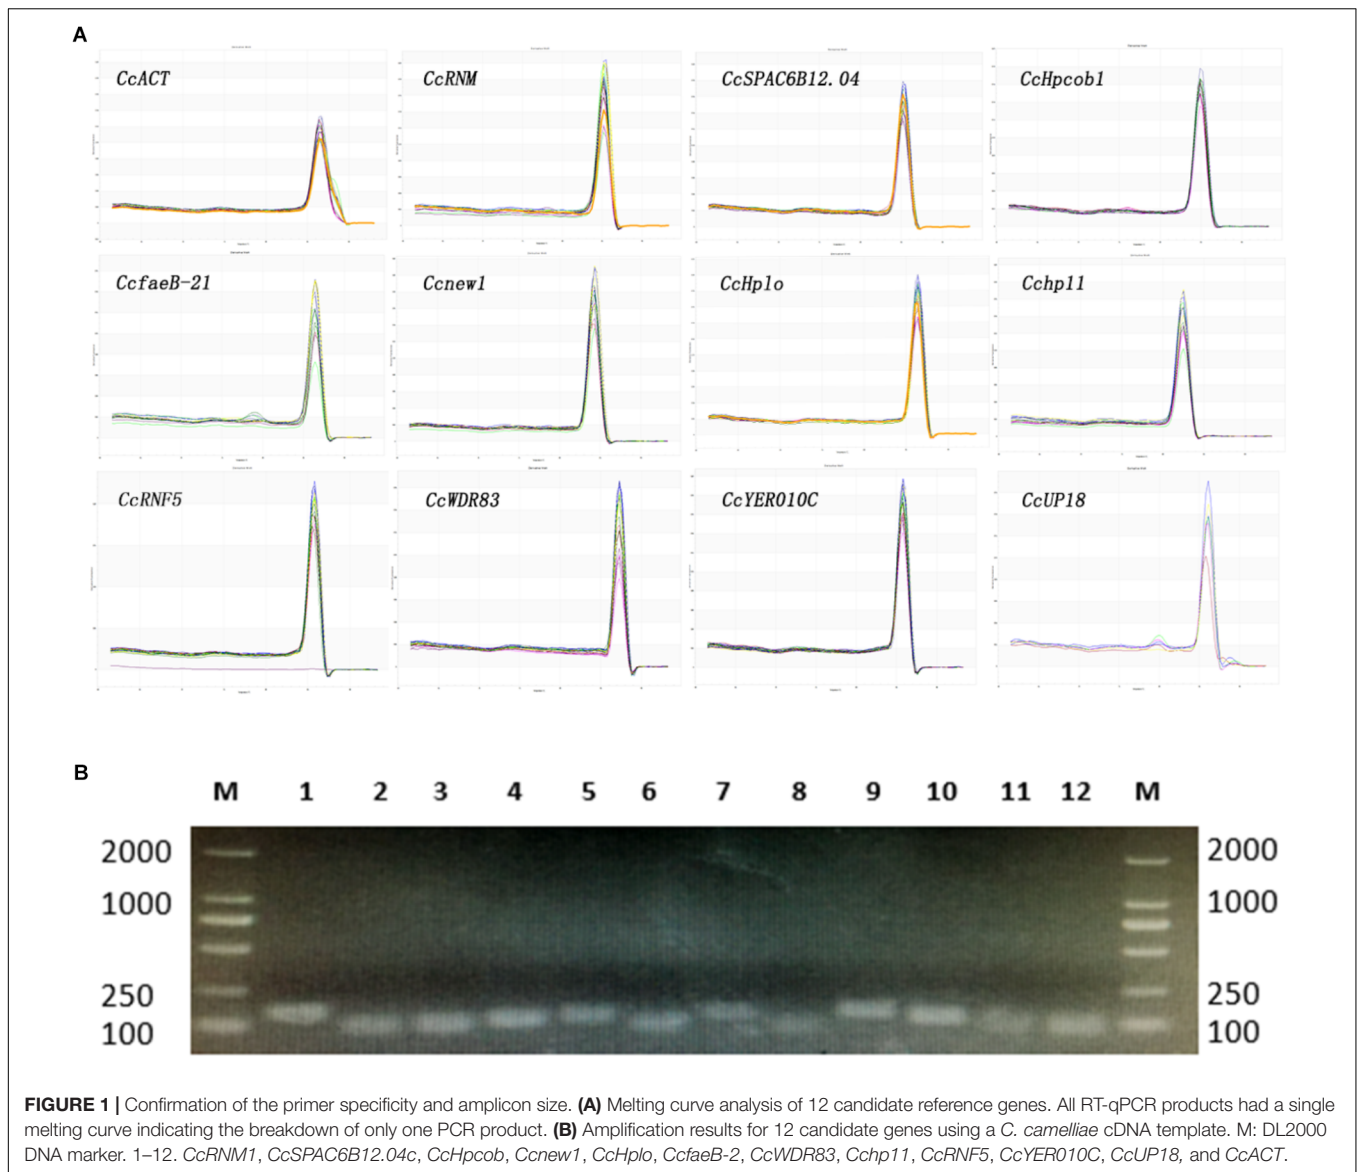 A
CcACT
CcRNM
CcSPAC6B12.04
CcHpcob1
CcfaeB-21
Ccnew1
CcHplo
Cchp11
CcRNF5
CcWDR83
CcYER010C
CcUP18
B
M 1 2 3 4 5 6 7 8 9 10 11 12 M
2000 2000
1000 1000
250 250
100 100
FIGURE 1 | Confirmation of the primer specificity and amplicon size. (A) Melting curve analysis of 12 candidate reference genes. All RT-qPCR products had a single
melting curve indicating the breakdown of only one PCR product. (B) Amplification results for 12 candidate genes using a C. camelliae cDNA template. M: DL2000
DNA marker. 1–12. CcRNM1, CcSPAC6B12.04c, CcHpcob, Ccnew1, CcHplo, CcfaeB-2, CcWDR83, Cchp11, CcRNF5, CcYER010C, CcUP18, and CcACT.